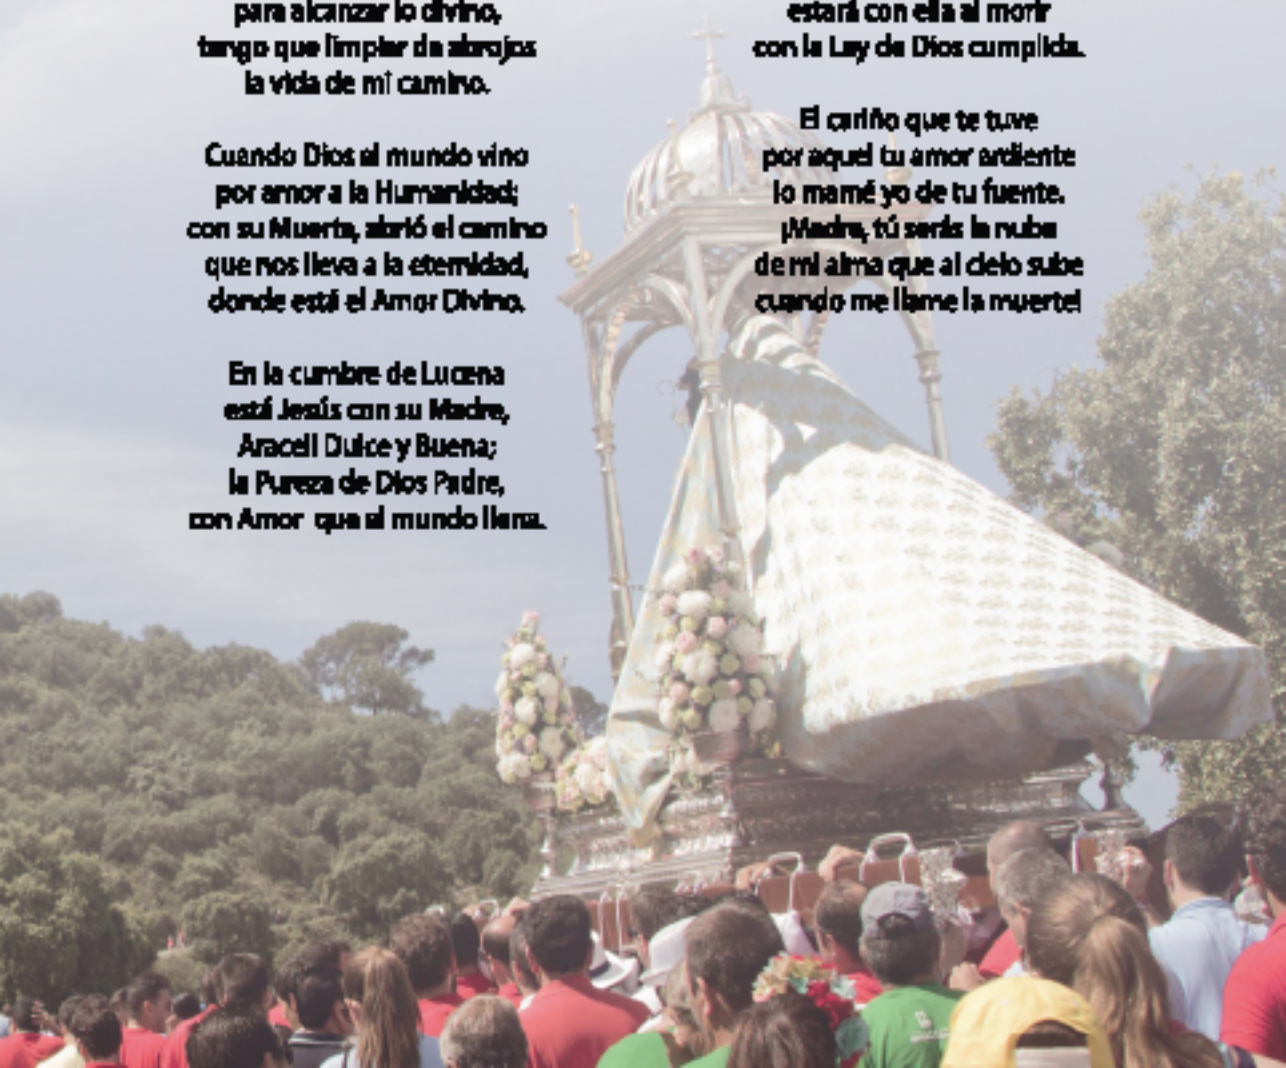 para alcanzar lo divino,
tengo que limpiar de abrojos
la vida de mi camino.
Cuando Dios al mundo vino
por amor a la Humanidad;
con su Muerte, abrió el camino
que nos lleva a la eternidad,
donde está el Amor Divino.
En la cumbre de Lucena
está Jesús con su Madre,
Araceli Dulce y Buena;
la Pureza de Dios Padre,
con Amor que al mundo llena.
estará con ella al morir
con la Ley de Dios cumplida.
El cariño que te tuve
por aquel tu amor ardiente
lo mamé yo de tu fuente.
¡Madre, tú serás la nube
de mi alma que al cielo sube
cuando me llame la muerte!